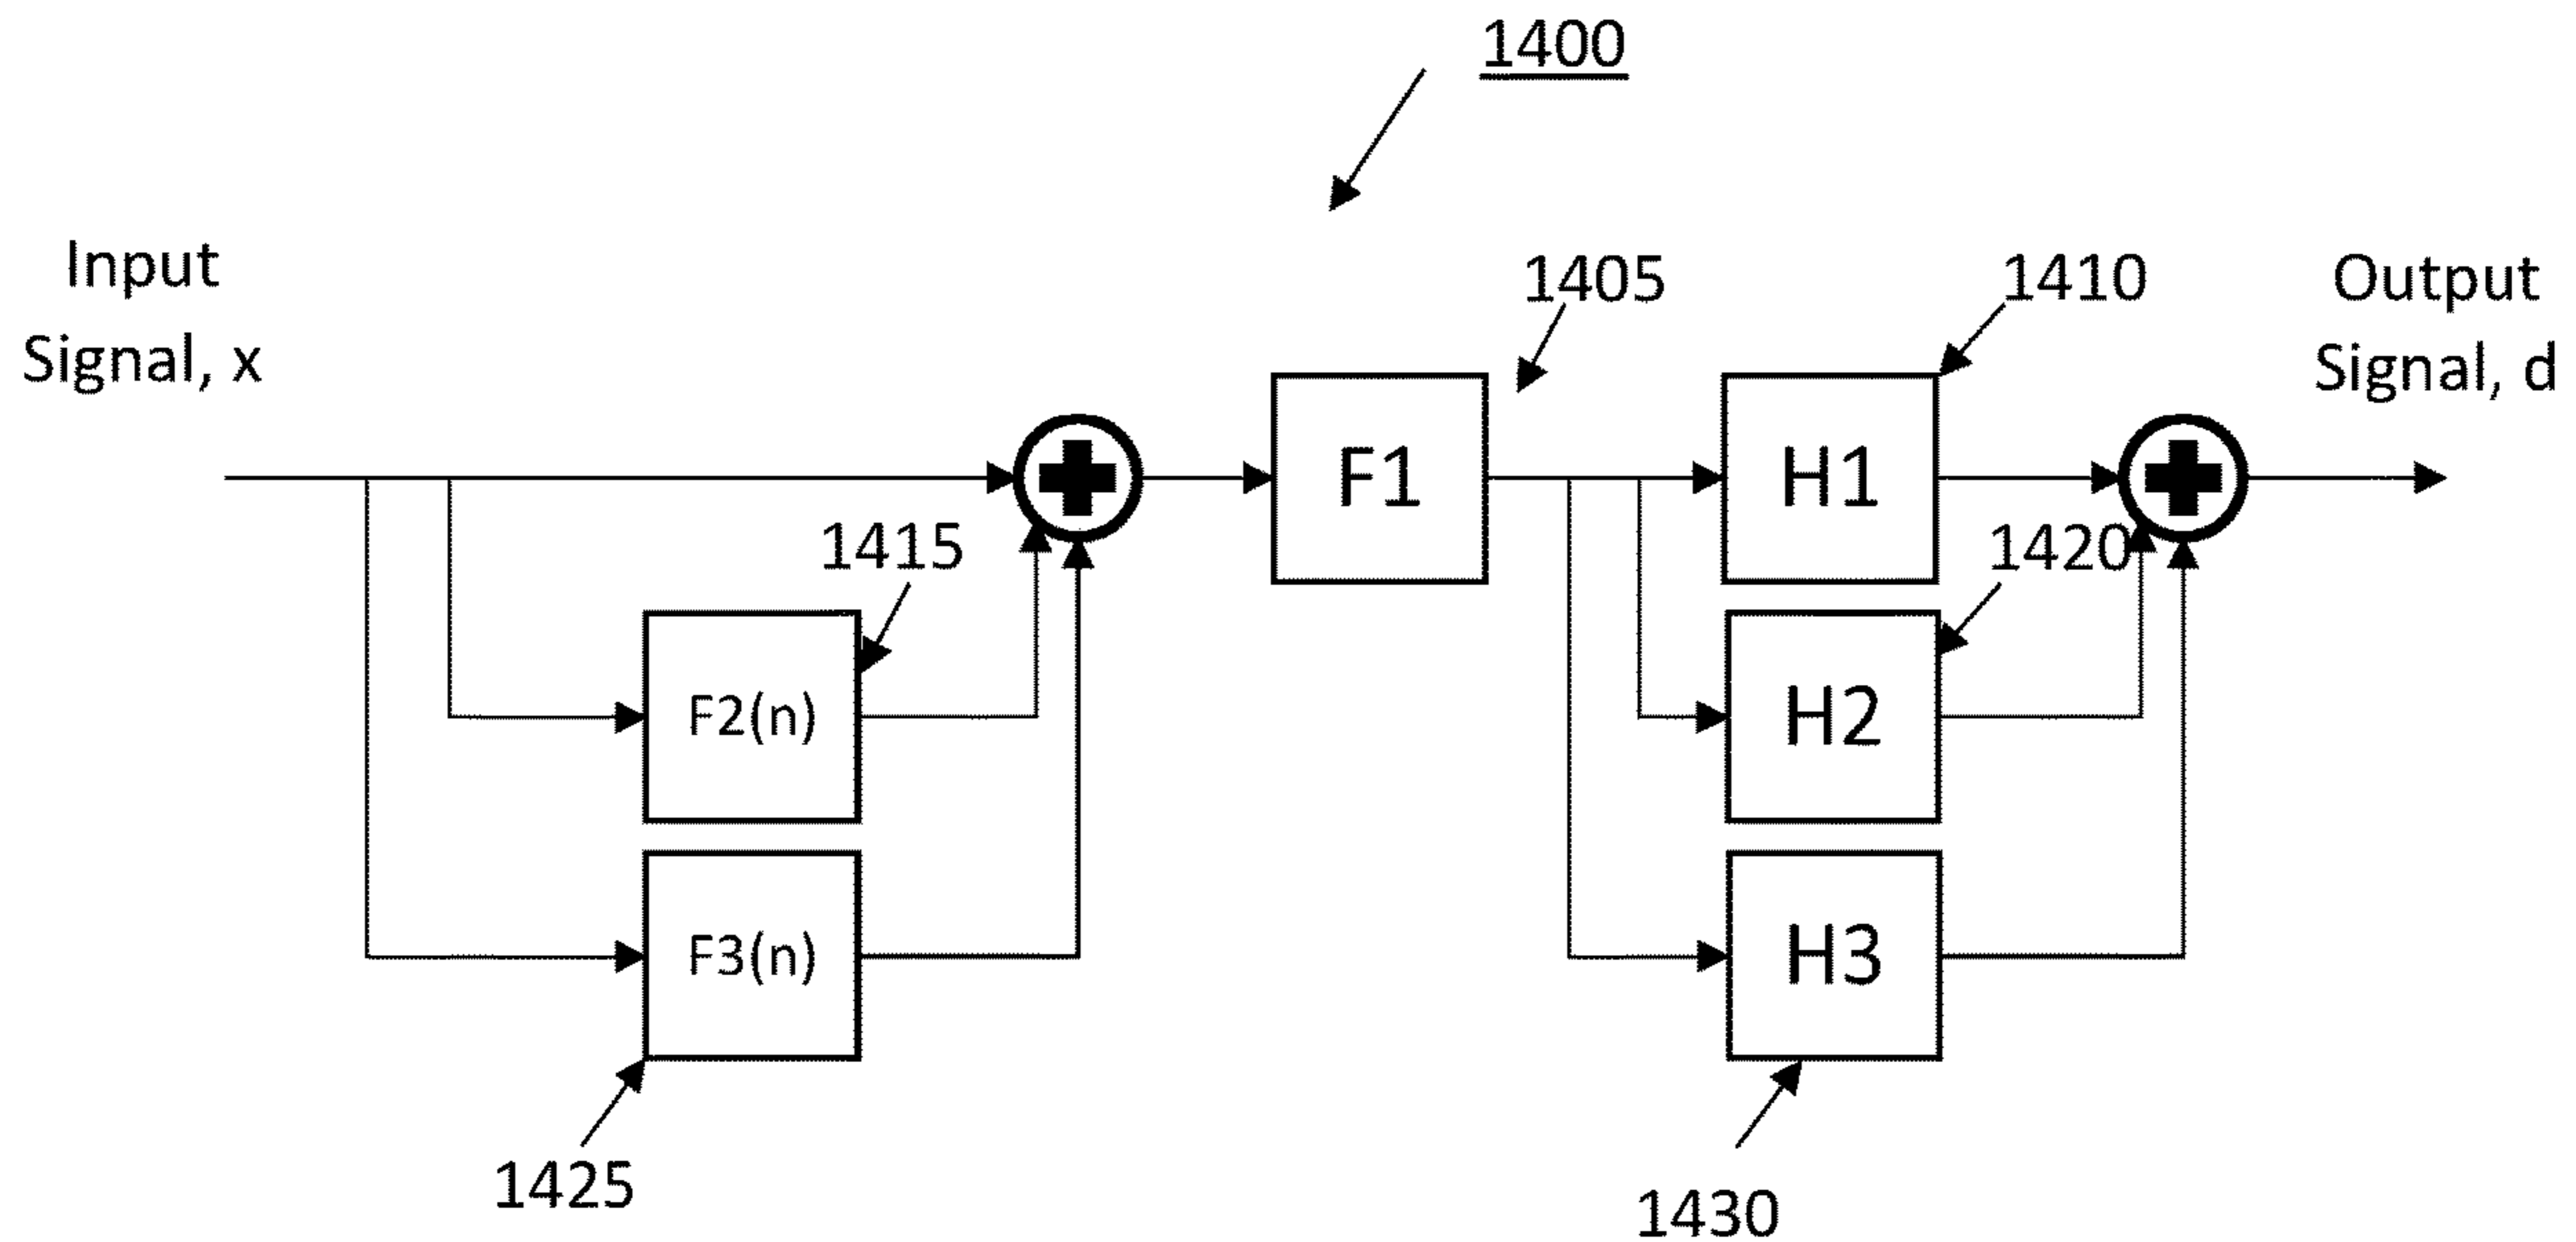 1400
Input
Signal, x
1405
1410
Output
Signal, d
F1
H1
1415
1420
F2(n)
H2
F3(n)
H3
1425
1430